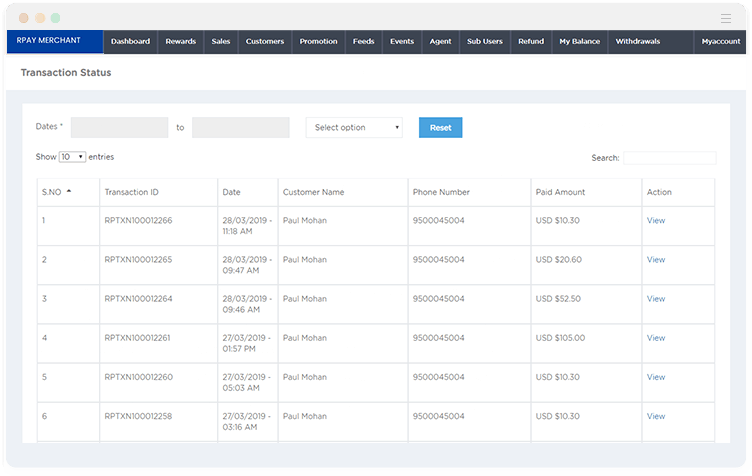 RPAY MERCHANT Dashboard Rewards Sales Customers Promotion Feeds Events Agent Sub Users Refund My Balance Withdrawals Myaccount
Transaction Status
Dates * to Select option Reset
Show 10 entries Search:
S.NO Transaction ID Date Customer Name Phone Number Paid Amount Action
1 RPTXN100012266 28/03/2019 - Paul Mohan 9500045004 USD $10.30 View
11:18 AM
2 RPTXN100012265 28/03/2019 - Paul Mohan 9500045004 USD $20.60 View
09:47 AM
3 RPTXN100012264 28/03/2019 - Paul Mohan 9500045004 USD $52.50 View
09:46 AM
4 RPTXN100012261 27/03/2019 - Paul Mohan 9500045004 USD $105.00 View
01:57 PM
5 RPTXN100012260 27/03/2019 - Paul Mohan 9500045004 USD $10.30 View
05:03 AM
6 RPTXN100012258 27/03/2019 - Paul Mohan 9500045004 USD $10.30 View
03:16 AM